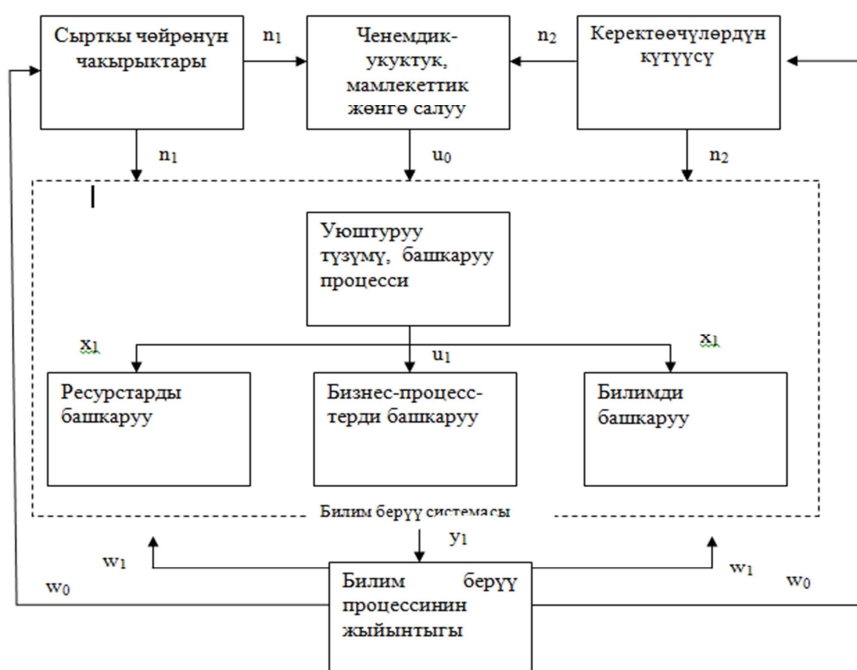 Сырткы чөйрөнүн
чакырыктары
n1
Ченемдик-
укуктук,
мамлекеттик
жөнгө салуу
n2
Керектөөчүлөрдүн
күтүүсү
n1
u0
n2
Уюштуруу
түзүмү, башкаруу
процесси
x1
u1
x1
Ресурстарды
башкаруу
Бизнес-процесс-
терди башкаруу
Билимди
башкаруу
Билим берүү системасы
w1
y1
w1
w0
w0
Билим берүү
процессинин
жыйынтыгы